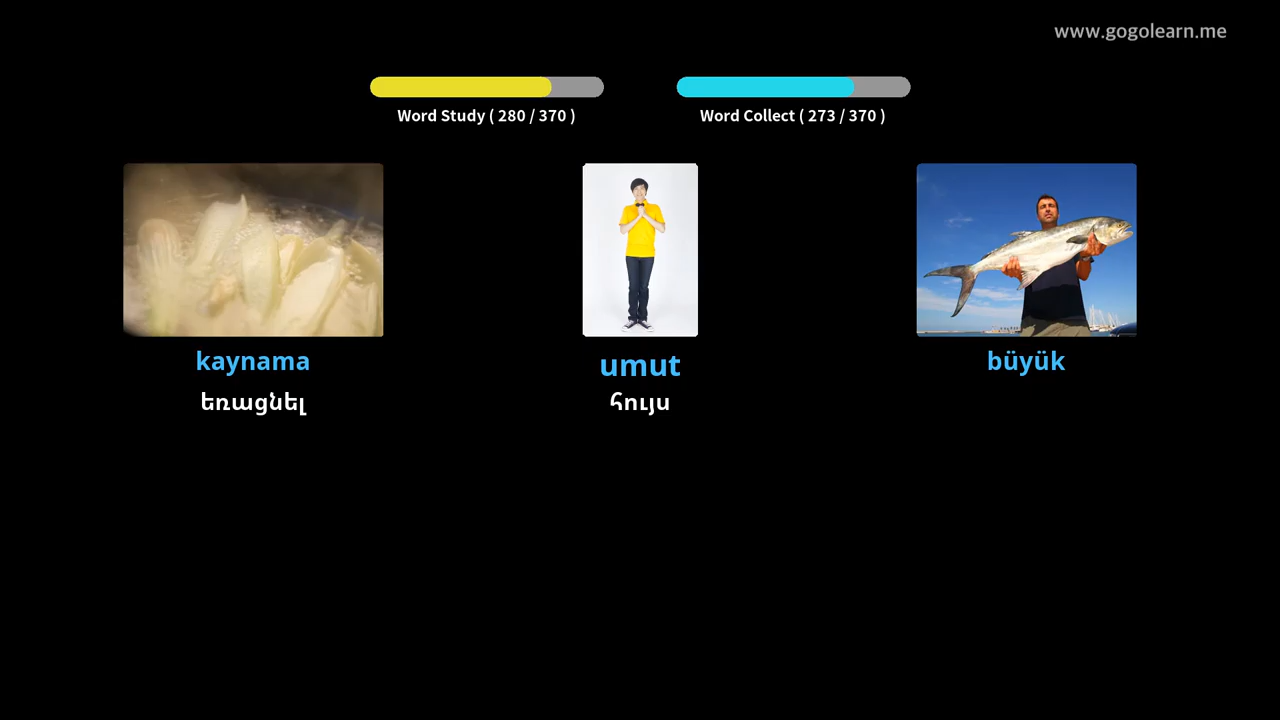 www.gogolearn.me
Word Study ( 280 / 370 )
Word Collect ( 273 / 370 )
kaynama
umut
büyük
եռացնել
հույս